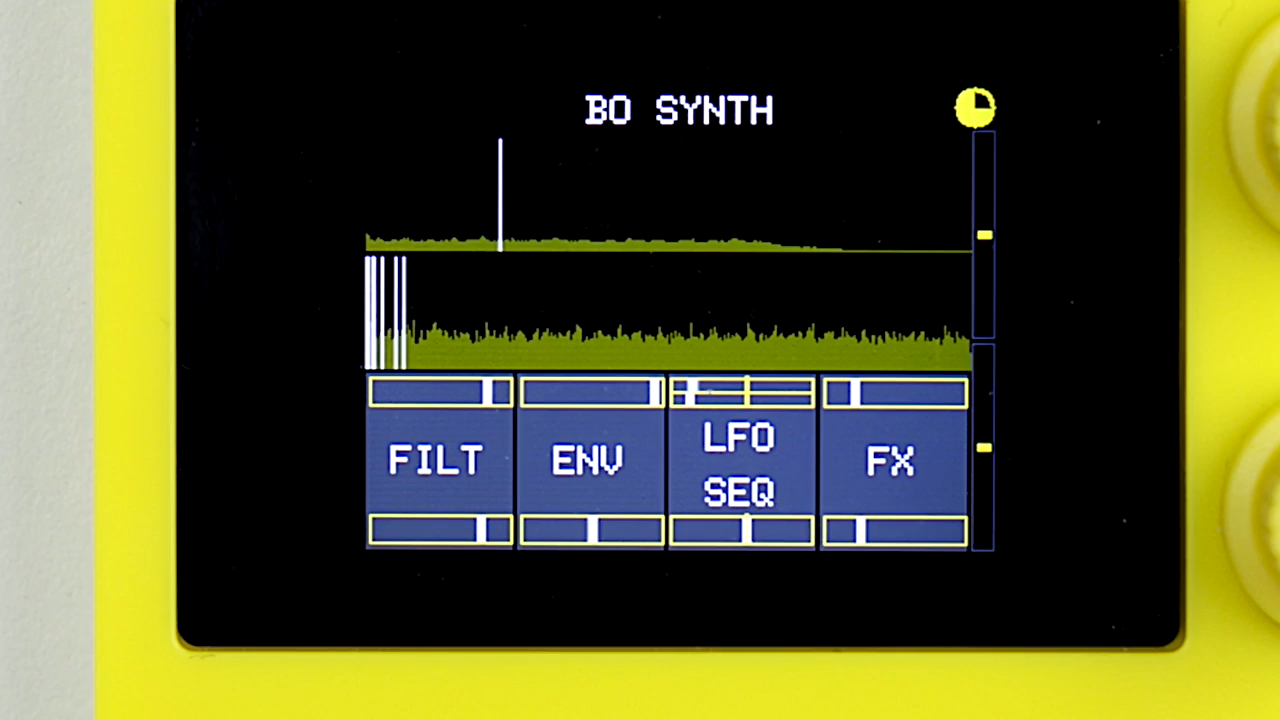 BO SYNTH
FILT
ENV
LFO
SEQ
FX